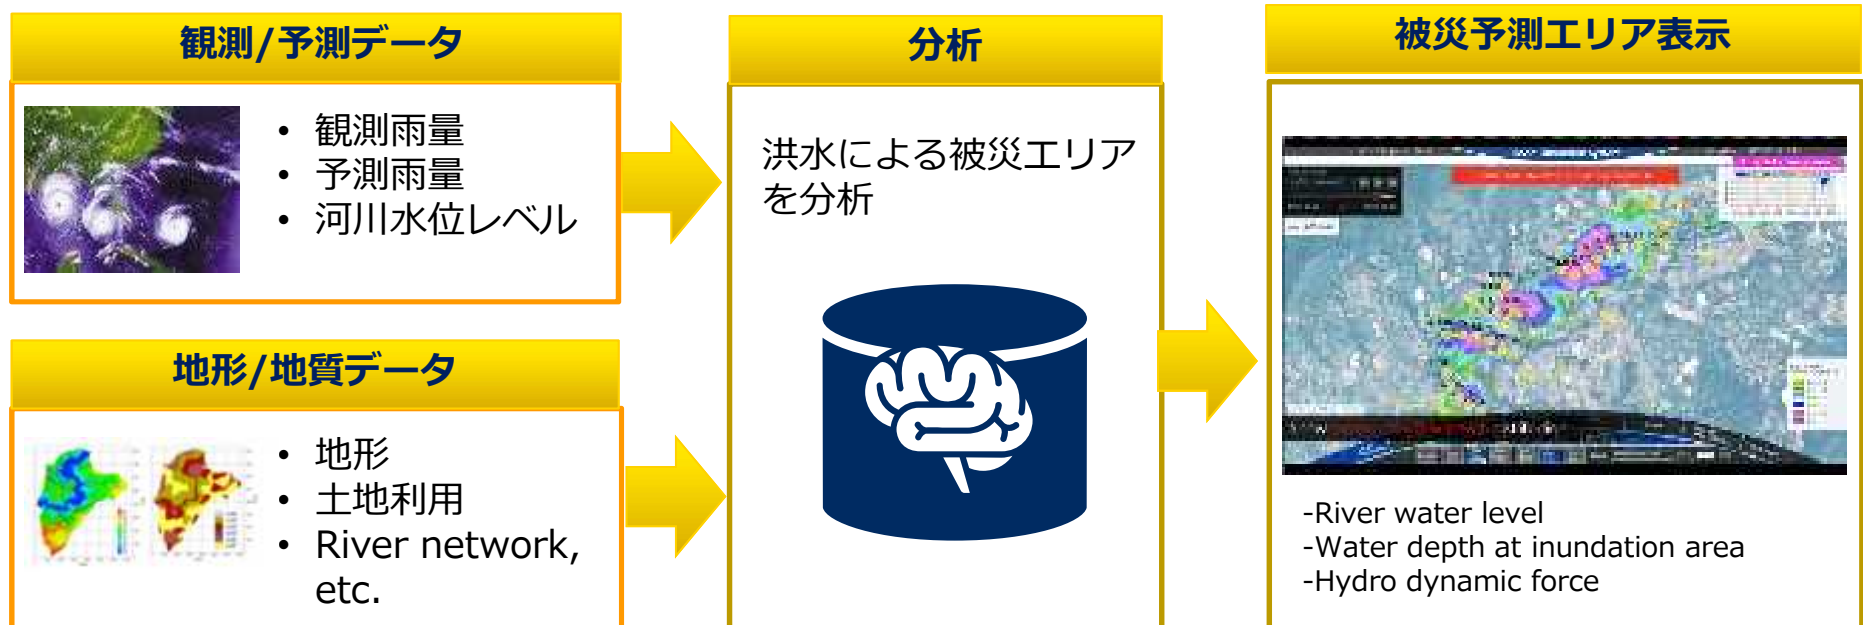 観測/予測データ
• 観測雨量
• 予測雨量
• 河川水位レベル
地形/地質データ
• 地形
• 土地利用
• River network,
etc.
分析
洪水による被災エリア
を分析
被災予測エリア表示
-River water level
-Water depth at inundation area
-Hydro dynamic force